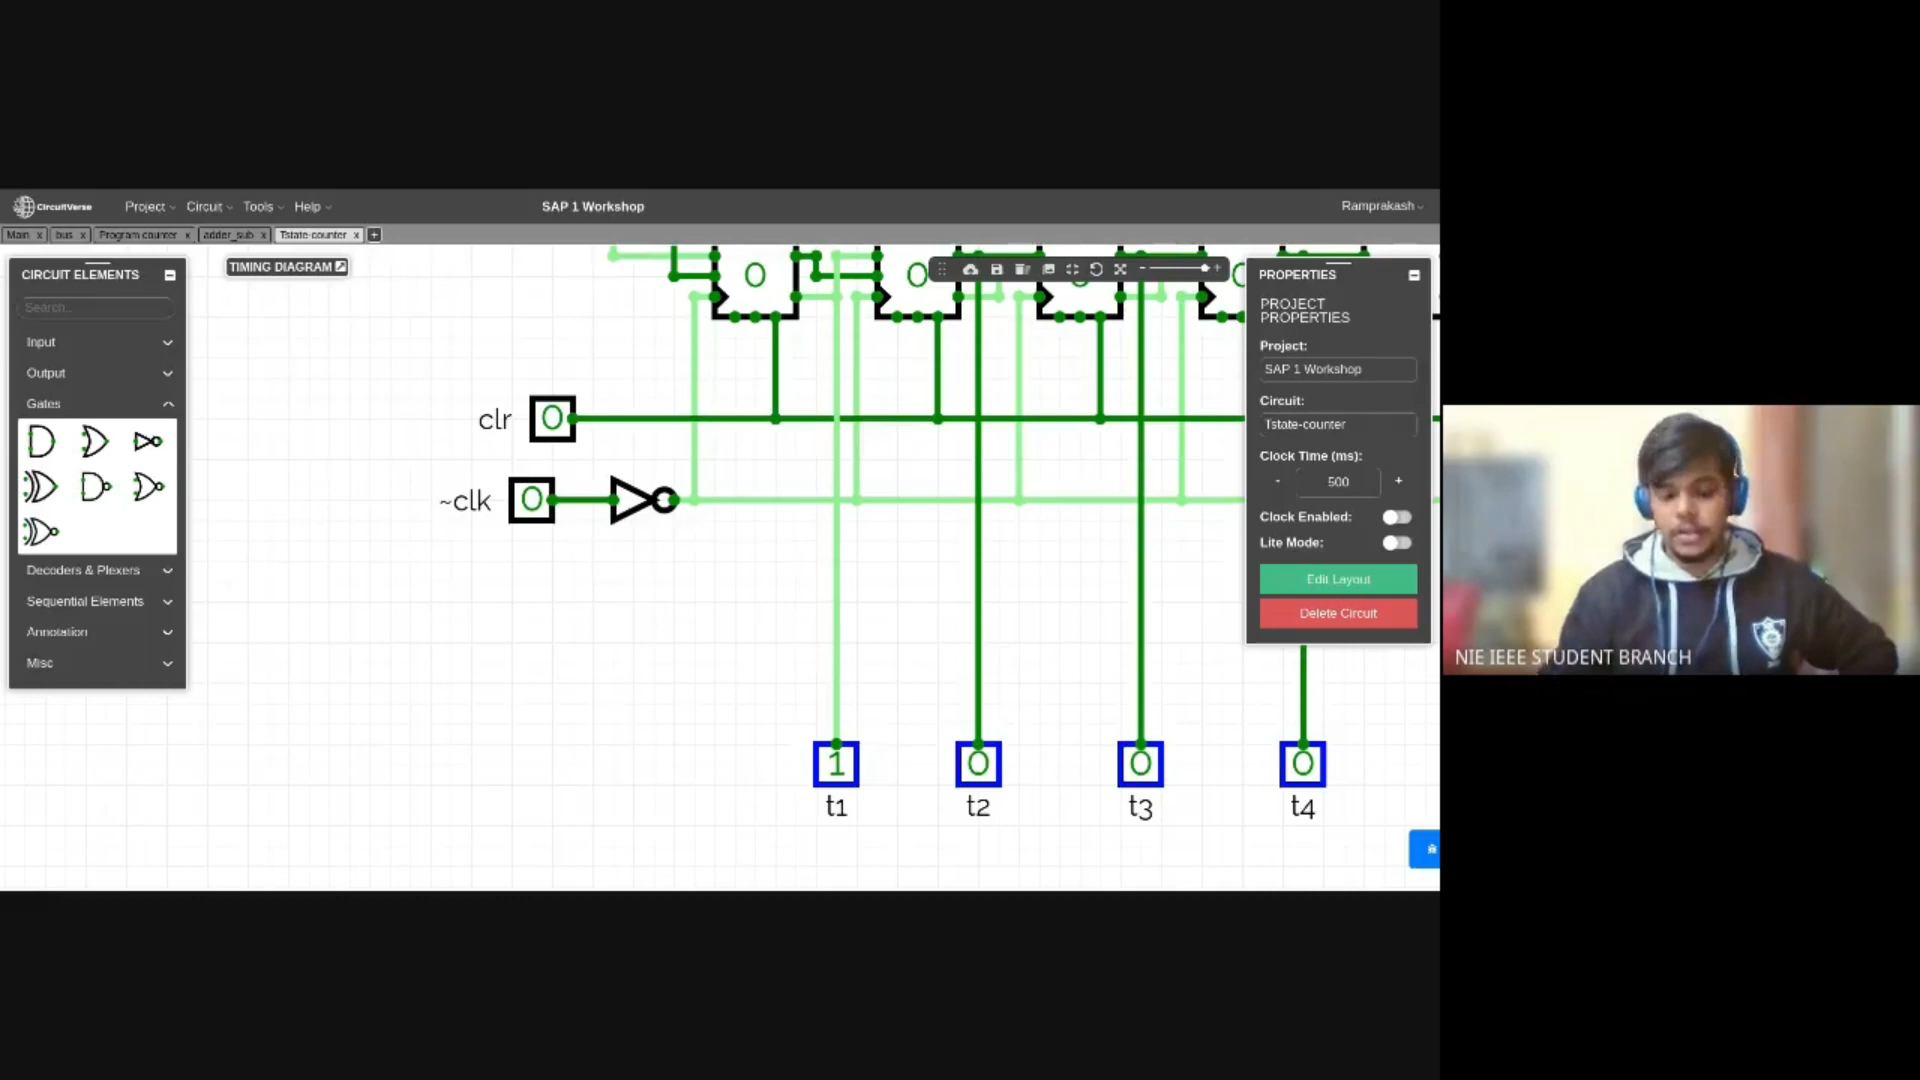 CircuitVerse Project Circuit Tools Help SAP 1 Workshop Ramprakash
Main x bus x Program counter x adder_sub x Tstate-counter x +
CIRCUIT ELEMENTS
Search..
Input
Output
Gates
Decoders & Plexers
Sequential Elements
Annotation
Misc
TIMING DIAGRAM
0 0 0
clr 0
~clk 0
1 0 0 0
t1 t2 t3 t4
PROPERTIES
PROJECT
PROPERTIES
Project:
SAP 1 Workshop
Circuit:
Tstate-counter
Clock Time (ms):
- 500 +
Clock Enabled:
Lite Mode:
Edit Layout
Delete Circuit
NIE IEEE STUDENT BRANCH